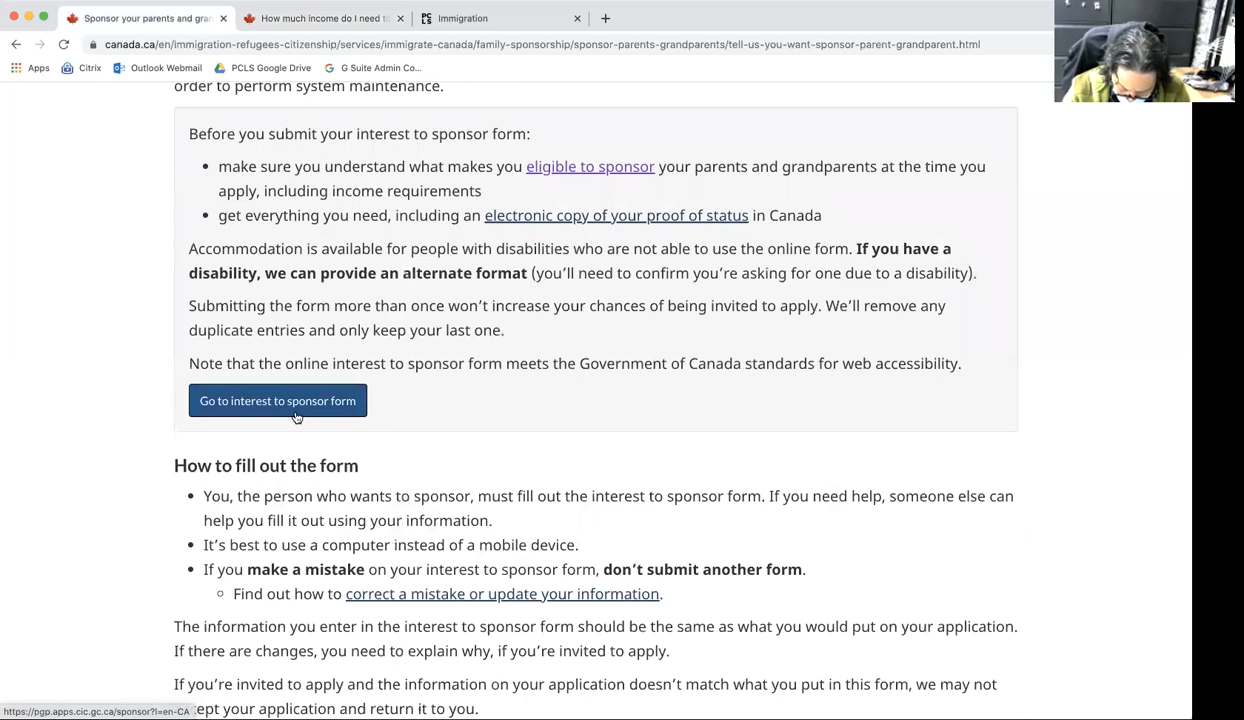 Sponsor your parents and gran
How much income do I need t
PC LS Immigration
canada.ca/en/immigration-refugees-citizenship/services/immigrate-canada/family-sponsorship/sponsor-parents-grandparents/tell-us-you-want-sponsor-parent-grandparent.html
Apps Citrix Outlook Webmail PCLS Google Drive G Suite Admin Co...
order to perform system maintenance.
Before you submit your interest to sponsor form:
make sure you understand what makes you eligible to sponsor your parents and grandparents at the time you
apply, including income requirements
get everything you need, including an electronic copy of your proof of status in Canada
Accommodation is available for people with disabilities who are not able to use the online form. If you have a
disability, we can provide an alternate format (you'll need to confirm you're asking for one due to a disability).
Submitting the form more than once won't increase your chances of being invited to apply. We'll remove any
duplicate entries and only keep your last one.
Note that the online interest to sponsor form meets the Government of Canada standards for web accessibility.
Go to interest to sponsor form
How to fill out the form
You, the person who wants to sponsor, must fill out the interest to sponsor form. If you need help, someone else can
help you fill it out using your information.
It's best to use a computer instead of a mobile device.
If you make a mistake on your interest to sponsor form, don't submit another form.
Find out how to correct a mistake or update your information.
The information you enter in the interest to sponsor form should be the same as what you would put on your application.
If there are changes, you need to explain why, if you're invited to apply.
If you're invited to apply and the information on your application doesn't match what you put in this form, we may not
cept your application and return it to you.
https://pgp.apps.cic.gc.ca/sponsor?l=en-CA